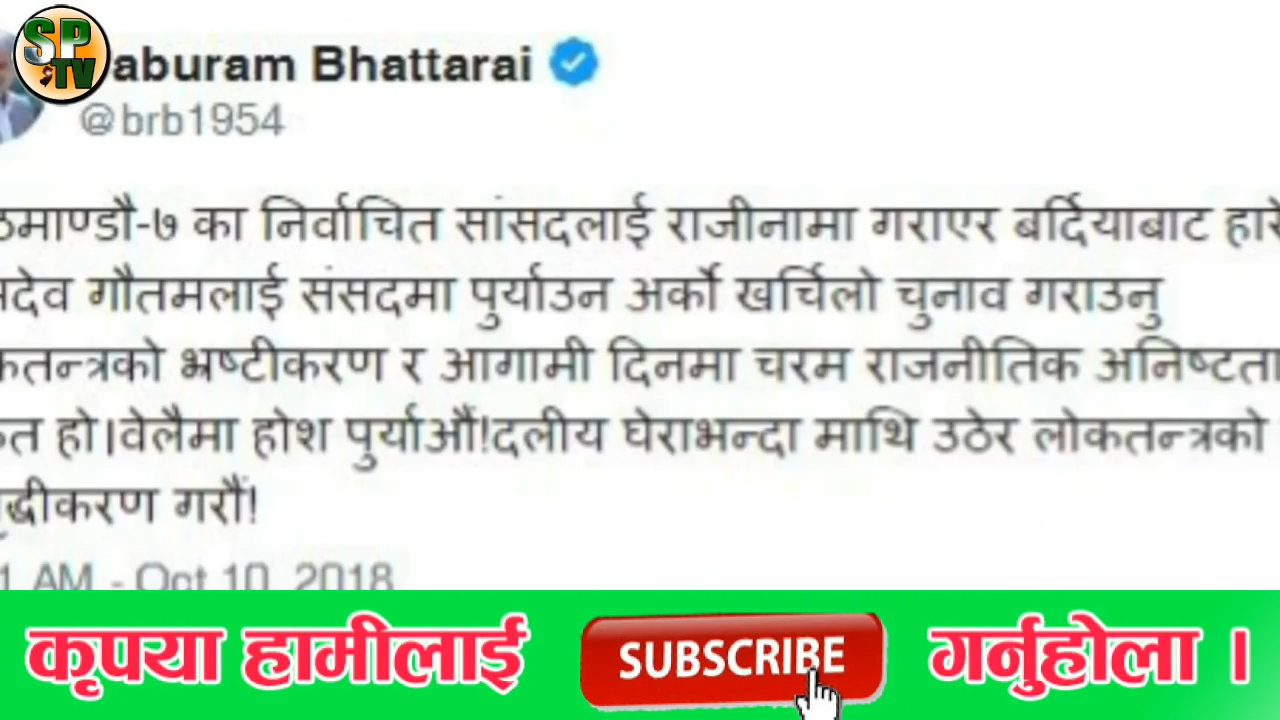 SP TV
aburam Bhattarai
@brb1954
ठमाण्डौ-७ का निर्वाचित सांसदलाई राजीनामा गराएर बर्दियाबाट हारे
मदेव गौतमलाई संसदमा पुर्याउन अर्को खर्चिलो चुनाव गराउनु
कतन्त्रको भ्रष्टीकरण र आगामी दिनमा चरम राजनीतिक अनिष्टता
त हो।वेलैमा होश पुर्याऔं!दलीय घेराभन्दा माथि उठेर लोकतन्त्रको
द्धीकरण गरौं!
1 AM - Oct 10, 2018
कृपया हामीलाई SUBSCRIBE गर्नुहोला ।